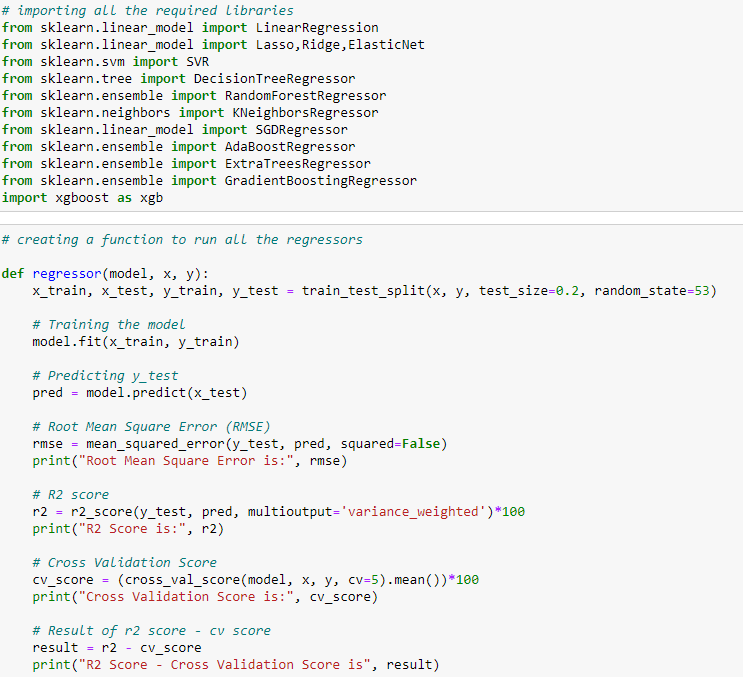 # importing all the required libraries
from sklearn.linear_model import LinearRegression
from sklearn.linear_model import Lasso,Ridge,ElasticNet
from sklearn.svm import SVR
from sklearn.tree import DecisionTreeRegressor
from sklearn.ensemble import RandomForestRegressor
from sklearn.neighbors import KNeighborsRegressor
from sklearn.linear_model import SGDRegressor
from sklearn.ensemble import AdaBoostRegressor
from sklearn.ensemble import ExtraTreesRegressor
from sklearn.ensemble import GradientBoostingRegressor
import xgboost as xgb
# creating a function to run all the regressors
def regressor(model, x, y):
    x_train, x_test, y_train, y_test = train_test_split(x, y, test_size=0.2, random_state=53)
    # Training the model
    model.fit(x_train, y_train)
    # Predicting y_test
    pred = model.predict(x_test)
    # Root Mean Square Error (RMSE)
    rmse = mean_squared_error(y_test, pred, squared=False)
    print("Root Mean Square Error is:", rmse)
    # R2 score
    r2 = r2_score(y_test, pred, multioutput='variance_weighted')*100
    print("R2 Score is:", r2)
    # Cross Validation Score
    cv_score = (cross_val_score(model, x, y, cv=5).mean())*100
    print("Cross Validation Score is:", cv_score)
    # Result of r2 score - cv score
    result = r2 - cv_score
    print("R2 Score - Cross Validation Score is", result)